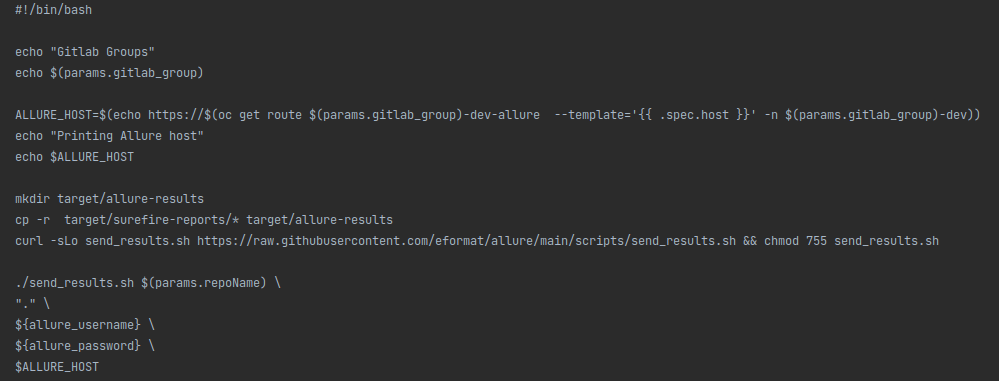 #!/bin/bash
echo "Gitlab Groups"
echo $(params.gitlab_group)
ALLURE_HOST=$(echo https://$(oc get route $(params.gitlab_group)-dev-allure  --template='{{ .spec.host }}' -n $(params.gitlab_group)-dev))
echo "Printing Allure host"
echo $ALLURE_HOST
mkdir target/allure-results
cp -r  target/surefire-reports/* target/allure-results
curl -sLo send_results.sh https://raw.githubusercontent.com/eformat/allure/main/scripts/send_results.sh && chmod 755 send_results.sh
./send_results.sh $(params.repoName) \
"." \
${allure_username} \
${allure_password} \
$ALLURE_HOST